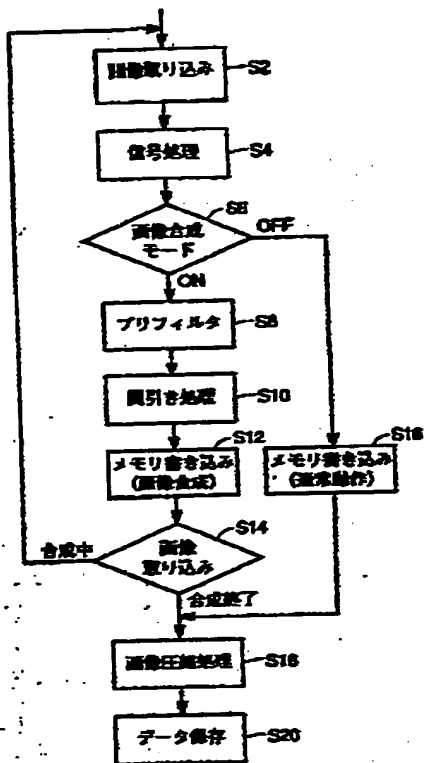 画像取り込み
S2
信号処理
S4
画像合成
モード
S6
OFF
ON
プリフィルタ
S8
間引き処理
S10
メモリ書き込み
(画像合成)
S12
メモリ書き込み
(通常動作)
S16
画像
取り込み
S14
合成中
合成終了
画像圧縮処理
S18
データ保存
S20